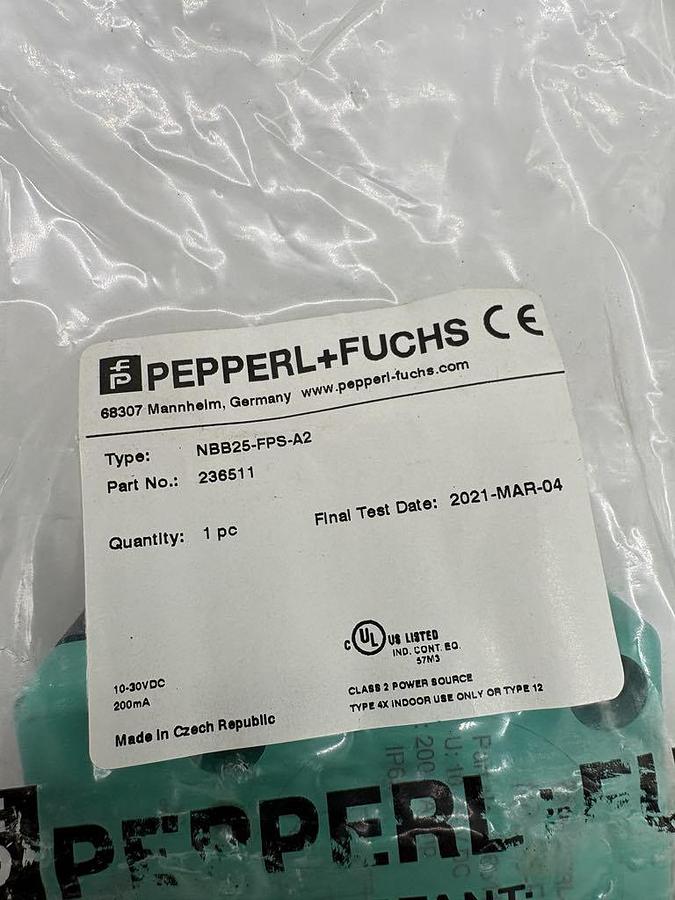 PEPPERL+FUCHS CE
68307 Mannheim, Germany www.pepperl-fuchs.com
Type: NBB25-FPS-A2
Part No.: 236511
Quantity: 1 pc
Final Test Date: 2021-MAR-04
c UL US LISTED
IND. CONT. EQ.
57M3
10-30VDC
200mA
CLASS 2 POWER SOURCE
TYPE 4X INDOOR USE ONLY OR TYPE 12
Made in Czech Republic
PEPPERL+FU